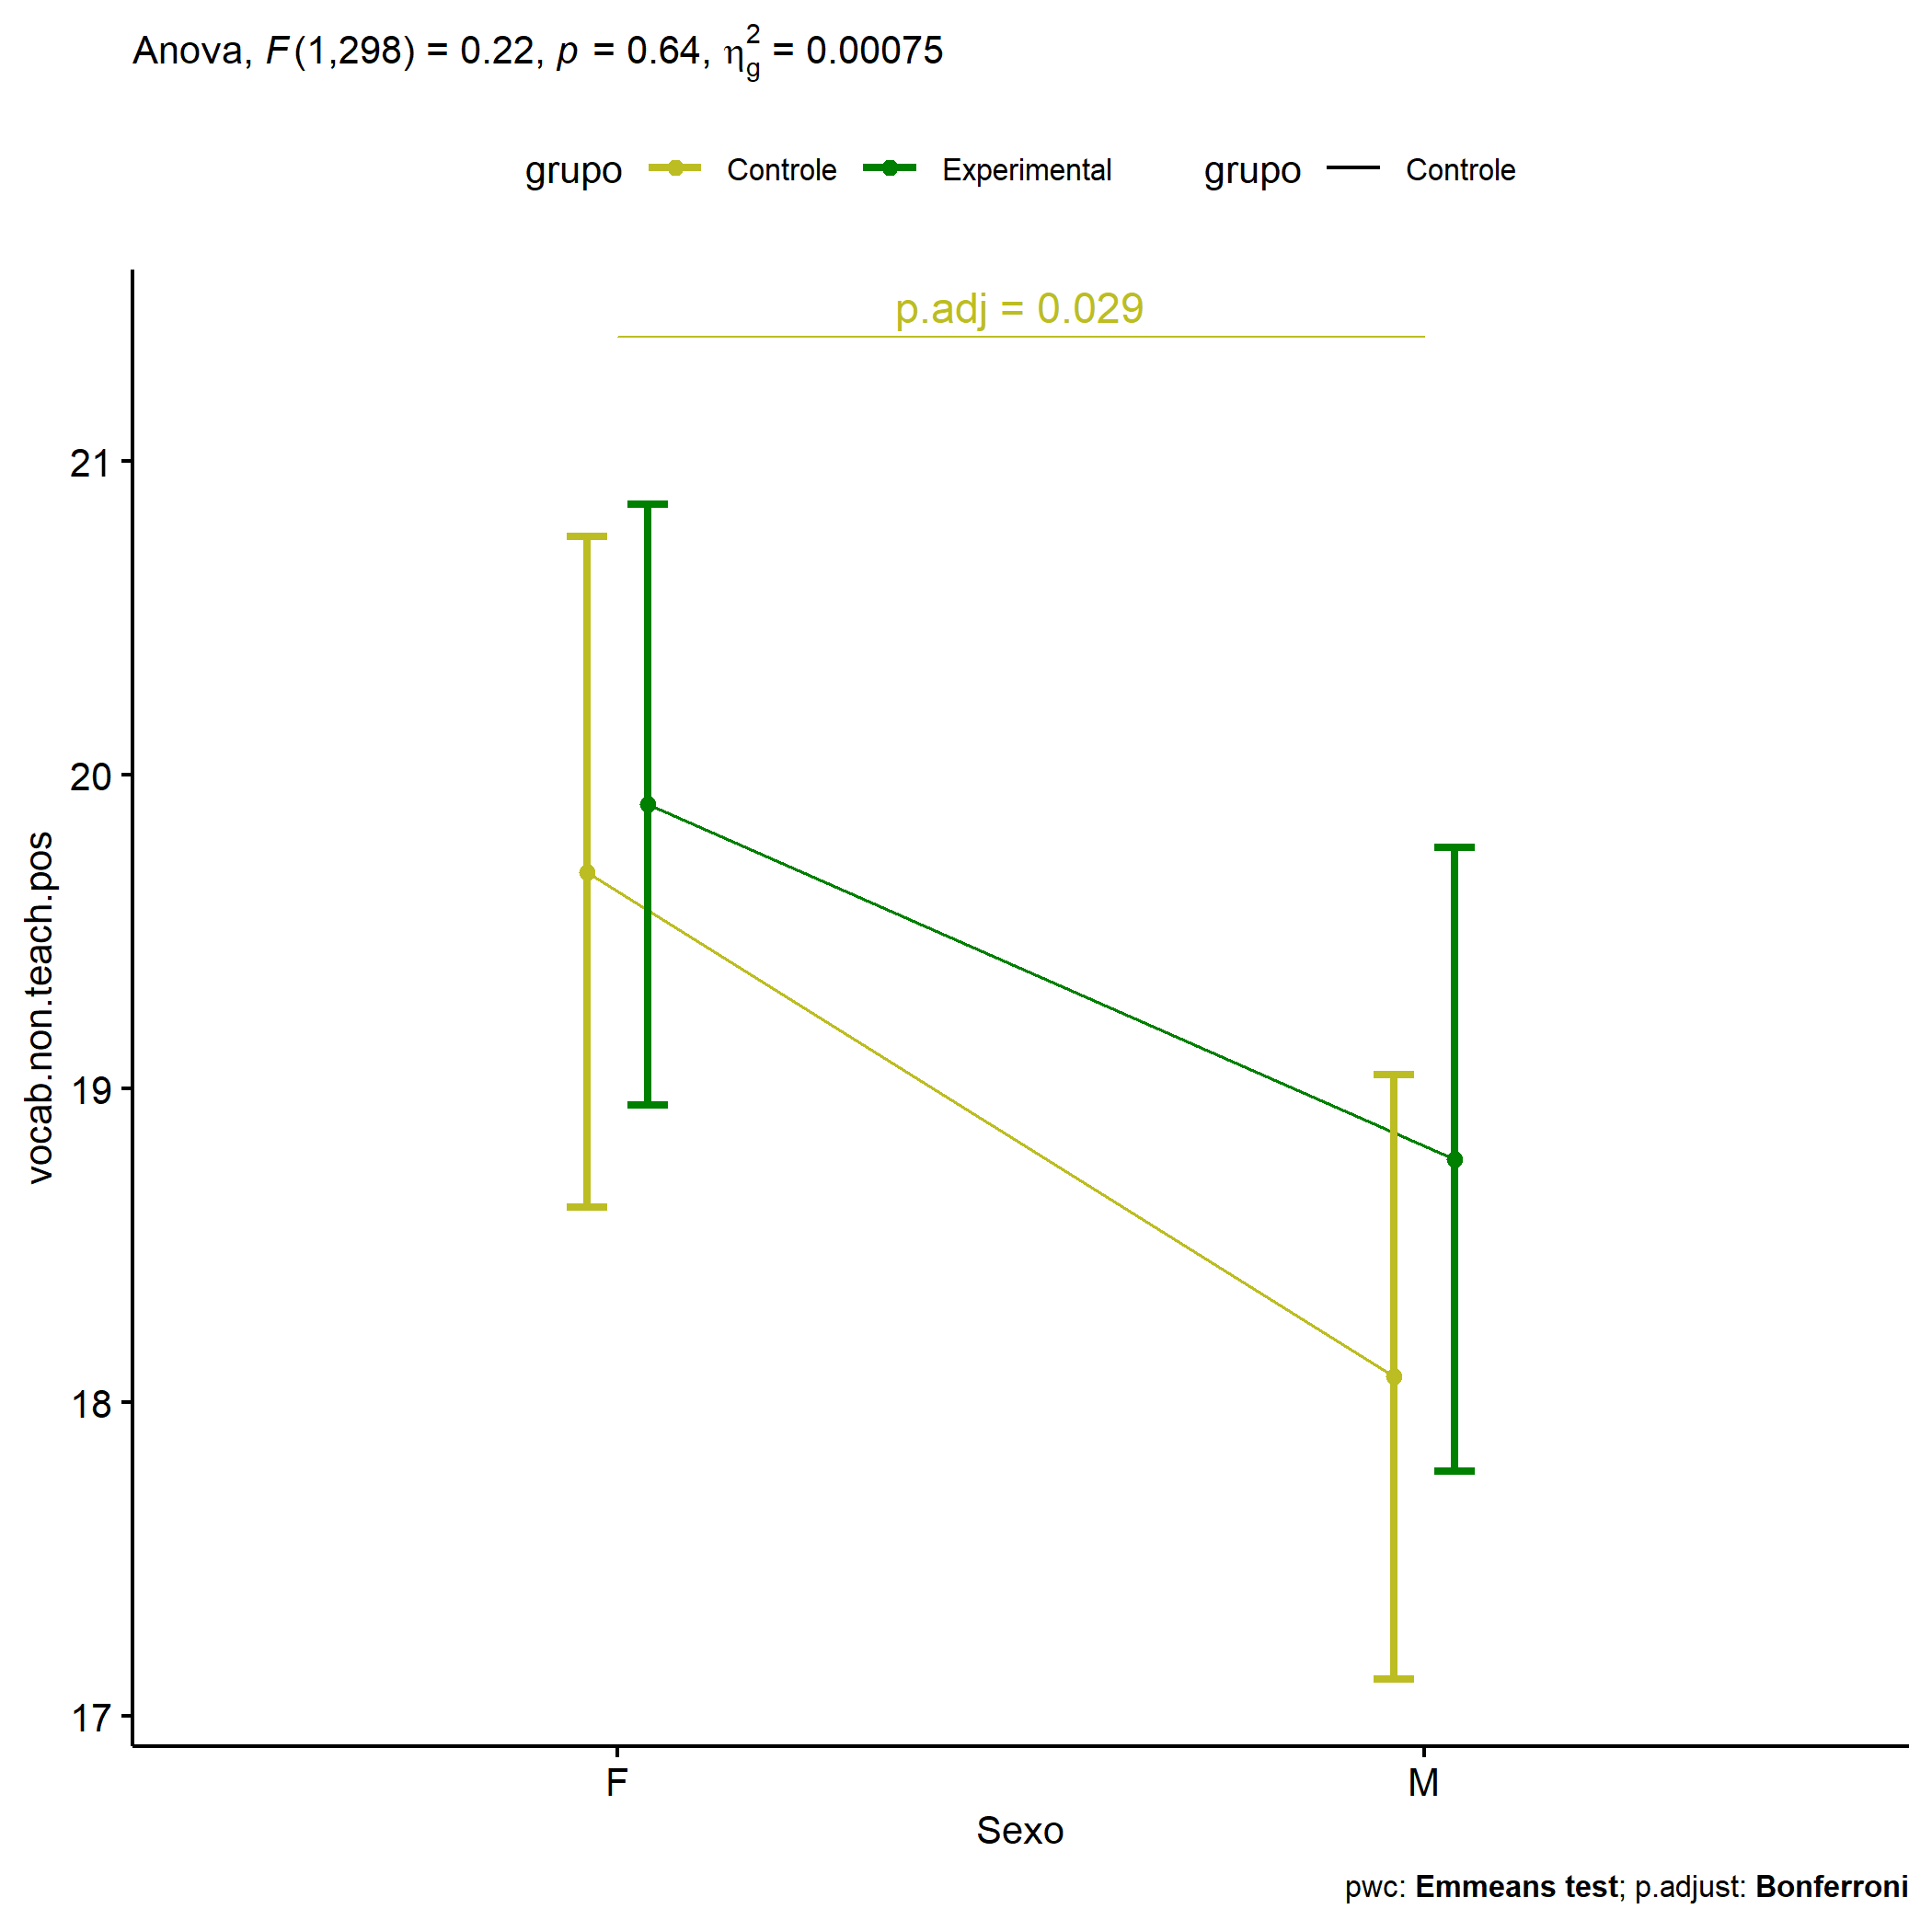 Anova, F(1,298) = 0.22, p = 0.64, η²g = 0.00075
grupo Controle Experimental grupo Controle
p.adj = 0.029
21
20
19
18
17
vocab.non.teach.pos
F M
Sexo
pwc: Emmeans test; p.adjust: Bonferroni